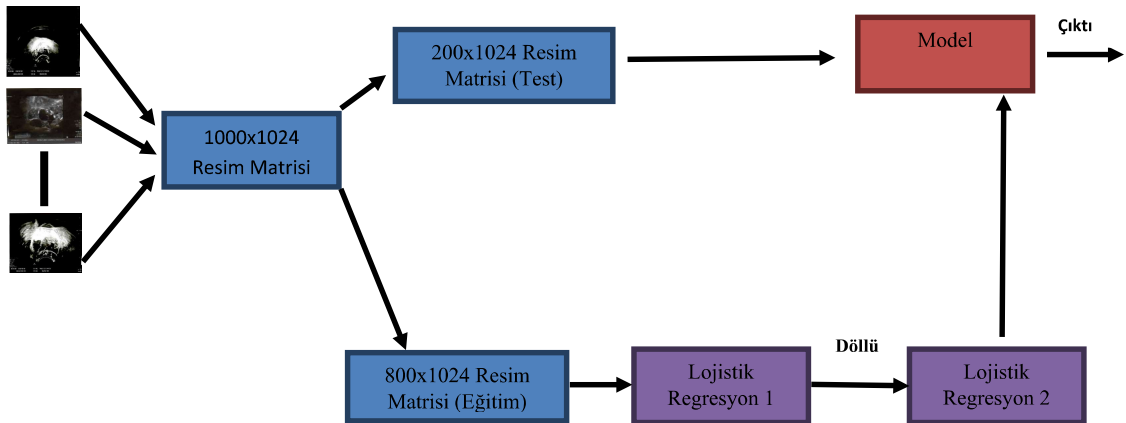 1000x1024
Resim Matrisi
200x1024 Resim
Matrisi (Test)
Model
Çıktı
800x1024 Resim
Matrisi (Eğitim)
Lojistik
Regresyon 1
Döllü
Lojistik
Regresyon 2